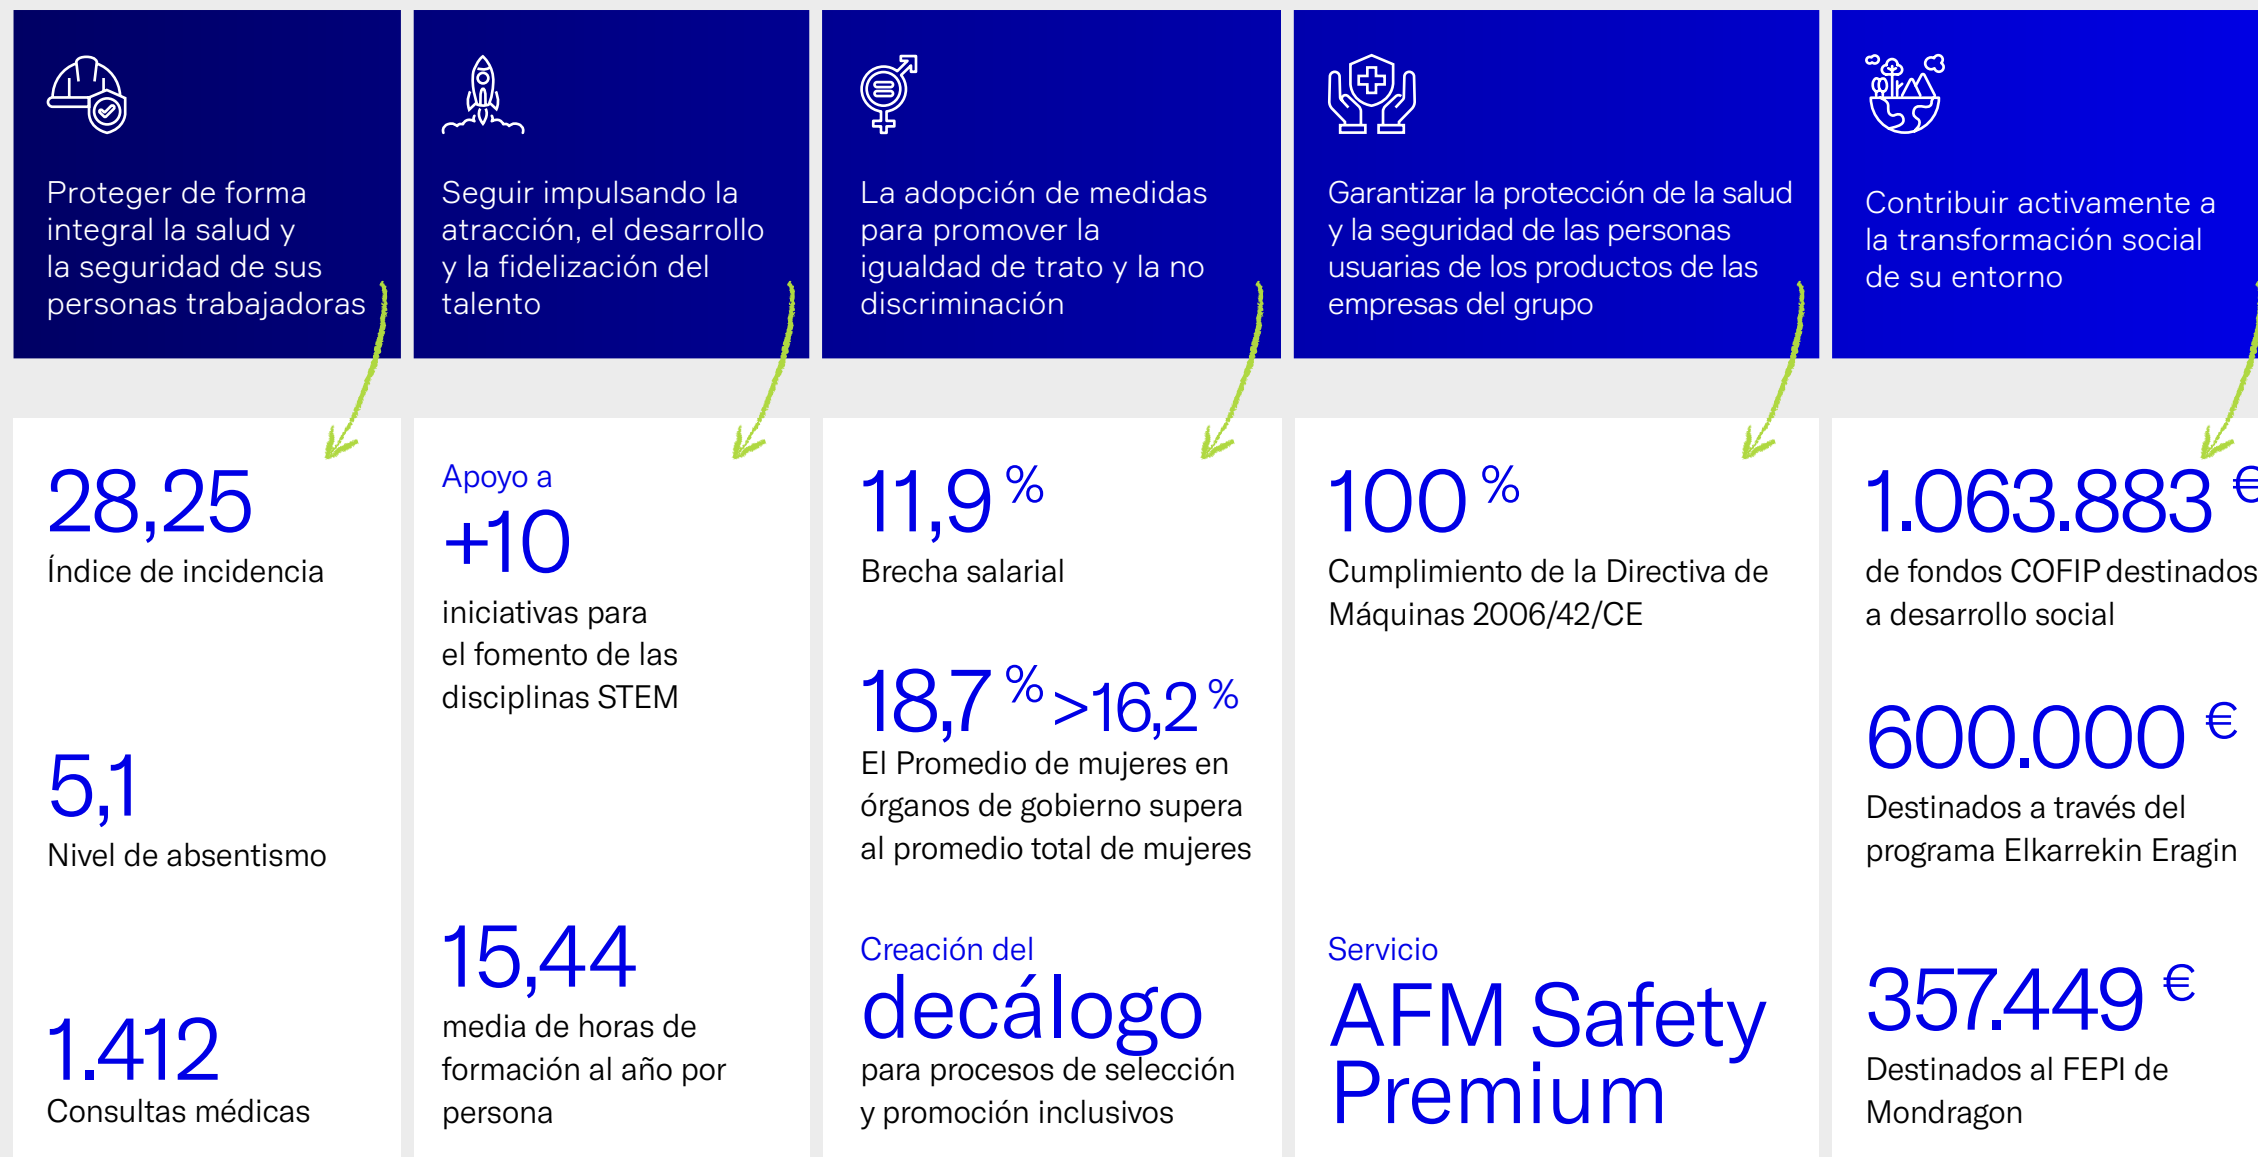 Proteger de forma
integral la salud y
la seguridad de sus
personas trabajadoras
Seguir impulsando la
atracción, el desarrollo
y la fidelización del
talento
La adopción de medidas
para promover la
igualdad de trato y la no
discriminación
Garantizar la protección de la salud
y la seguridad de las personas
usuarias de los productos de las
empresas del grupo
Contribuir activamente a
la transformación social
de su entorno
28,25
Índice de incidencia
5,1
Nivel de absentismo
1.412
Consultas médicas
Apoyo a
+10
iniciativas para
el fomento de las
disciplinas STEM
15,44
media de horas de
formación al año por
persona
11,9 %
Brecha salarial
18,7 % >16,2 %
El Promedio de mujeres en
órganos de gobierno supera
al promedio total de mujeres
Creación del
decálogo
para procesos de selección
y promoción inclusivos
100 %
Cumplimiento de la Directiva de
Máquinas 2006/42/CE
Servicio
AFM Safety
Premium
1.063.883 €
de fondos COFIP destinados
a desarrollo social
600.000 €
Destinados a través del
programa Elkarrekin Eragin
357.449 €
Destinados al FEPI de
Mondragon